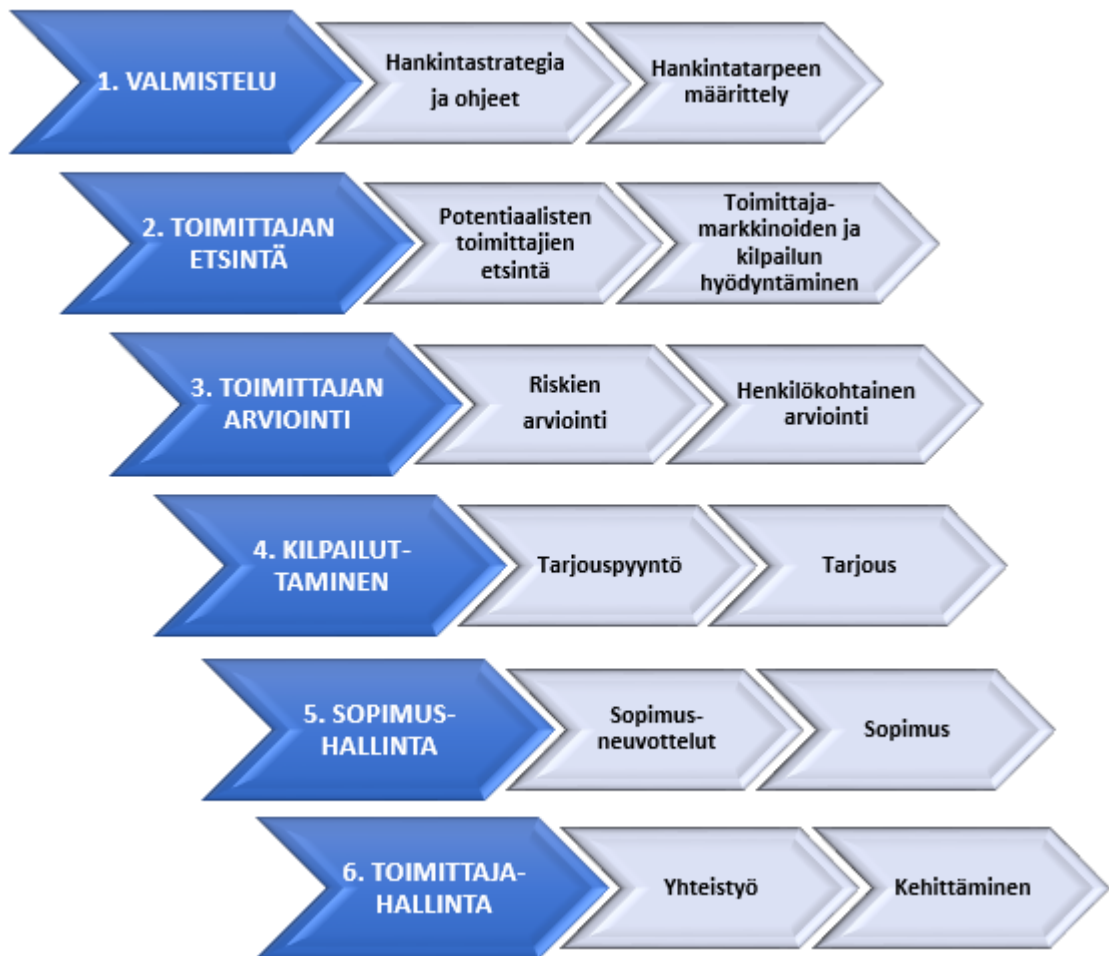 1. VALMISTELU
Hankintastrategia
ja ohjeet
Hankintatarpeen
määrittely
2. TOIMITTAJAN
ETSINTÄ
Potentiaalisten
toimittajien
etsintä
Toimittaja-
markkinoiden ja
kilpailun
hyödyntäminen
3. TOIMITTAJAN
ARVIOINTI
Riskien
arviointi
Henkilökohtainen
arviointi
4. KILPAILUT-
TAMINEN
Tarjouspyyntö
Tarjous
5. SOPIMUS-
HALLINTA
Sopimus-
neuvottelut
Sopimus
6. TOIMITTAJA-
HALLINTA
Yhteistyö
Kehittäminen